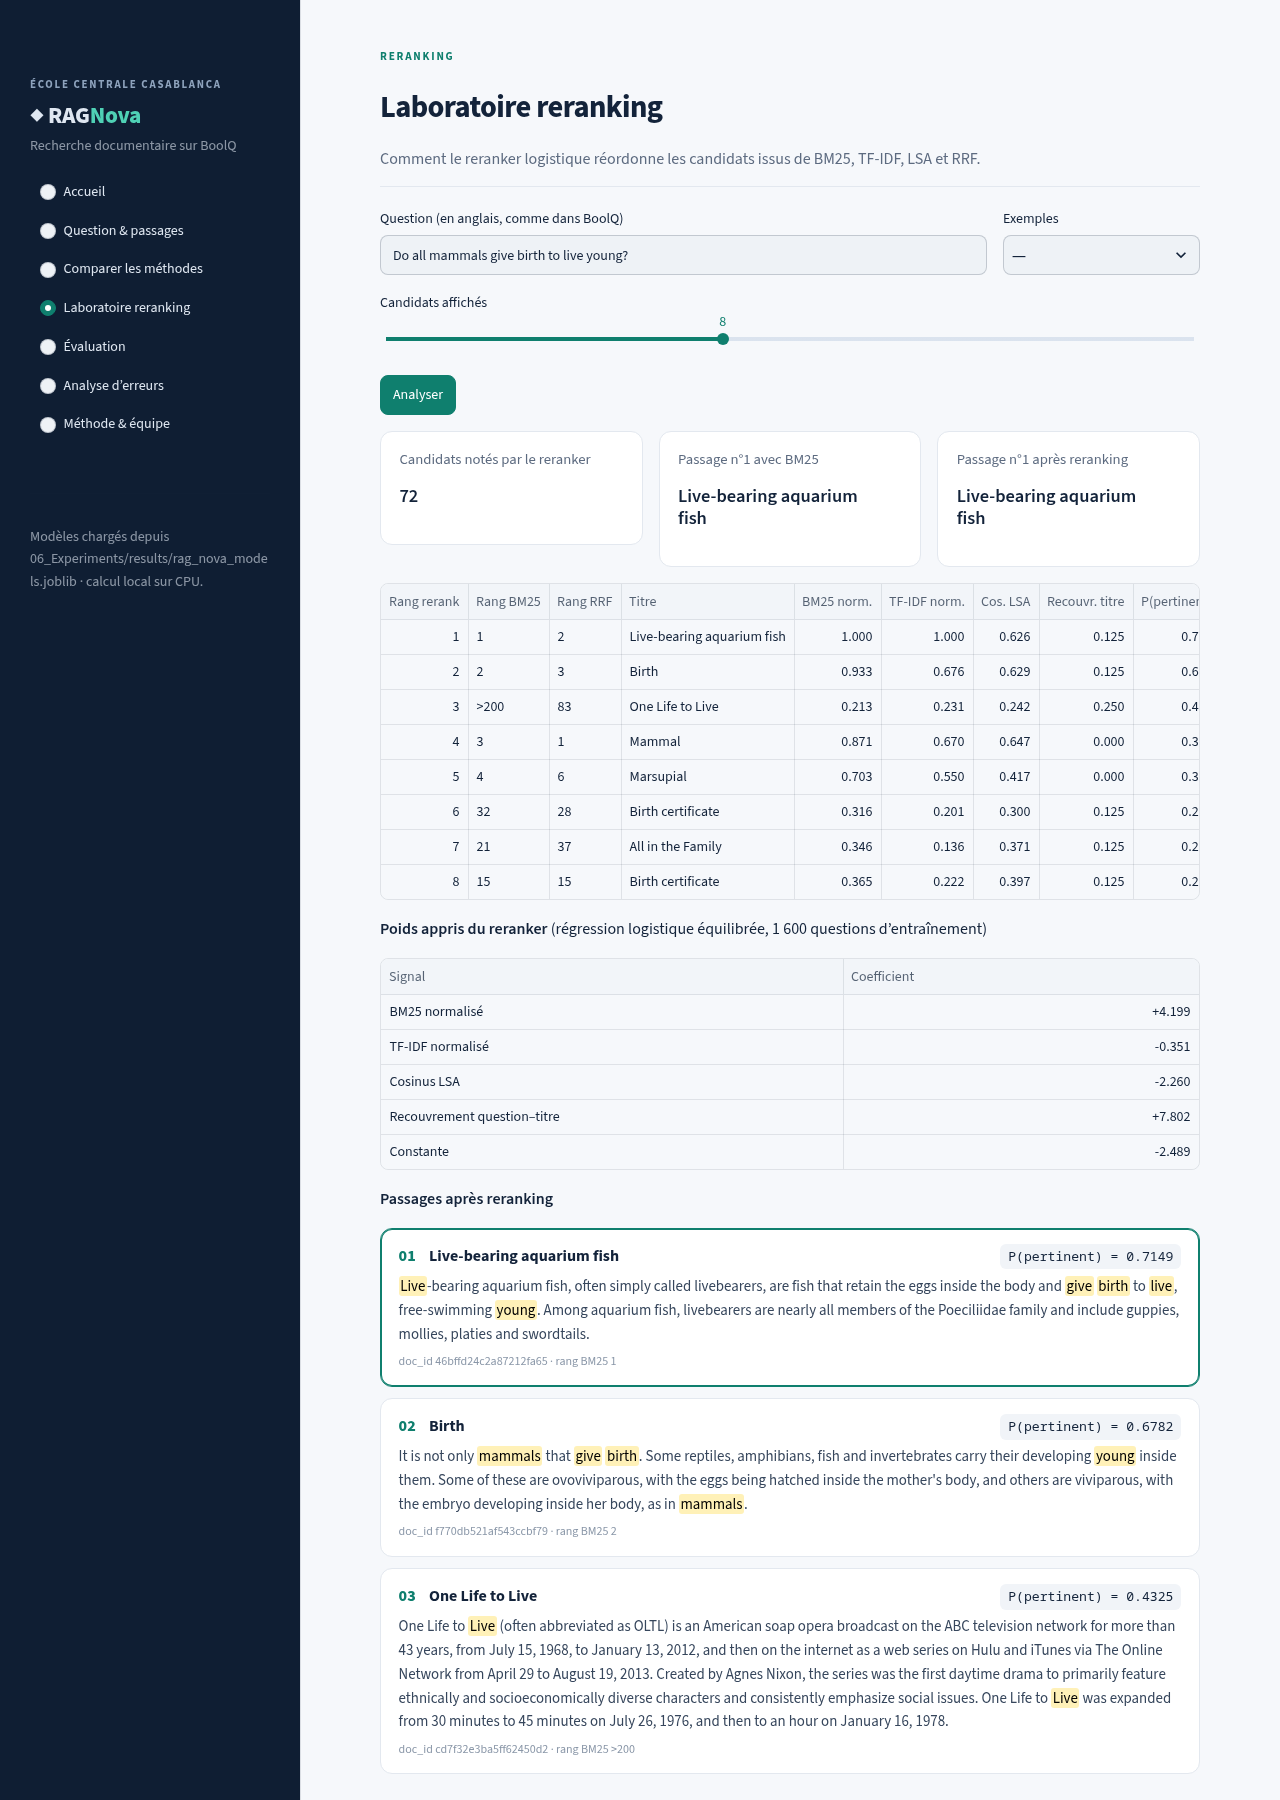 ÉCOLE CENTRALE CASABLANCA
◆ RAGNova
Recherche documentaire sur BoolQ
Accueil
Question & passages
Comparer les méthodes
Laboratoire reranking
Évaluation
Analyse d’erreurs
Méthode & équipe
Modèles chargés depuis
06_Experiments/results/rag_nova_mode
ls.joblib · calcul local sur CPU.
RERANKING
Laboratoire reranking
Comment le reranker logistique réordonne les candidats issus de BM25, TF-IDF, LSA et RRF.
Question (en anglais, comme dans BoolQ)
Exemples
Do all mammals give birth to live young?
—
Candidats affichés
8
Analyser
Candidats notés par le reranker
72
Passage n°1 avec BM25
Live-bearing aquarium
fish
Passage n°1 après reranking
Live-bearing aquarium
fish
Rang rerank Rang BM25 Rang RRF Titre BM25 norm. TF-IDF norm. Cos. LSA Recouvr. titre P(pertiner
1 1 2 Live-bearing aquarium fish 1.000 1.000 0.626 0.125 0.7
2 2 3 Birth 0.933 0.676 0.629 0.125 0.6
3 >200 83 One Life to Live 0.213 0.231 0.242 0.250 0.4
4 3 1 Mammal 0.871 0.670 0.647 0.000 0.3
5 4 6 Marsupial 0.703 0.550 0.417 0.000 0.3
6 32 28 Birth certificate 0.316 0.201 0.300 0.125 0.2
7 21 37 All in the Family 0.346 0.136 0.371 0.125 0.2
8 15 15 Birth certificate 0.365 0.222 0.397 0.125 0.2
Poids appris du reranker (régression logistique équilibrée, 1 600 questions d’entraînement)
Signal Coefficient
BM25 normalisé +4.199
TF-IDF normalisé -0.351
Cosinus LSA -2.260
Recouvrement question–titre +7.802
Constante -2.489
Passages après reranking
01 Live-bearing aquarium fish P(pertinent) = 0.7149
Live-bearing aquarium fish, often simply called livebearers, are fish that retain the eggs inside the body and give birth to live,
free-swimming young. Among aquarium fish, livebearers are nearly all members of the Poeciliidae family and include guppies,
mollies, platies and swordtails.
doc_id 46bffd24c2a87212fa65 · rang BM25 1
02 Birth P(pertinent) = 0.6782
It is not only mammals that give birth. Some reptiles, amphibians, fish and invertebrates carry their developing young inside
them. Some of these are ovoviviparous, with the eggs being hatched inside the mother's body, and others are viviparous, with
the embryo developing inside her body, as in mammals.
doc_id f770db521af543ccbf79 · rang BM25 2
03 One Life to Live P(pertinent) = 0.4325
One Life to Live (often abbreviated as OLTL) is an American soap opera broadcast on the ABC television network for more than
43 years, from July 15, 1968, to January 13, 2012, and then on the internet as a web series on Hulu and iTunes via The Online
Network from April 29 to August 19, 2013. Created by Agnes Nixon, the series was the first daytime drama to primarily feature
ethnically and socioeconomically diverse characters and consistently emphasize social issues. One Life to Live was expanded
from 30 minutes to 45 minutes on July 26, 1976, and then to an hour on January 16, 1978.
doc_id cd7f32e3ba5ff62450d2 · rang BM25 >200